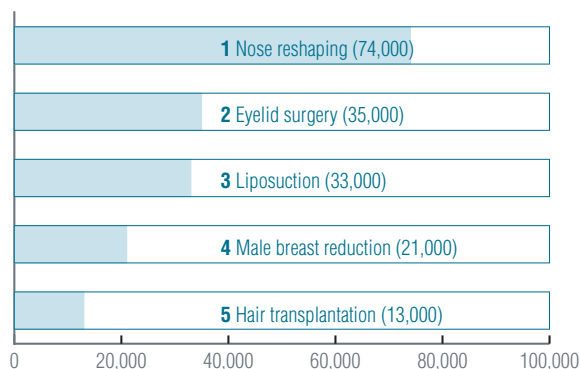 1 Nose reshaping (74,000)
2 Eyelid surgery (35,000)
3 Liposuction (33,000)
4 Male breast reduction (21,000)
5 Hair transplantation (13,000)
0 20,000 40,000 60,000 80,000 100,000